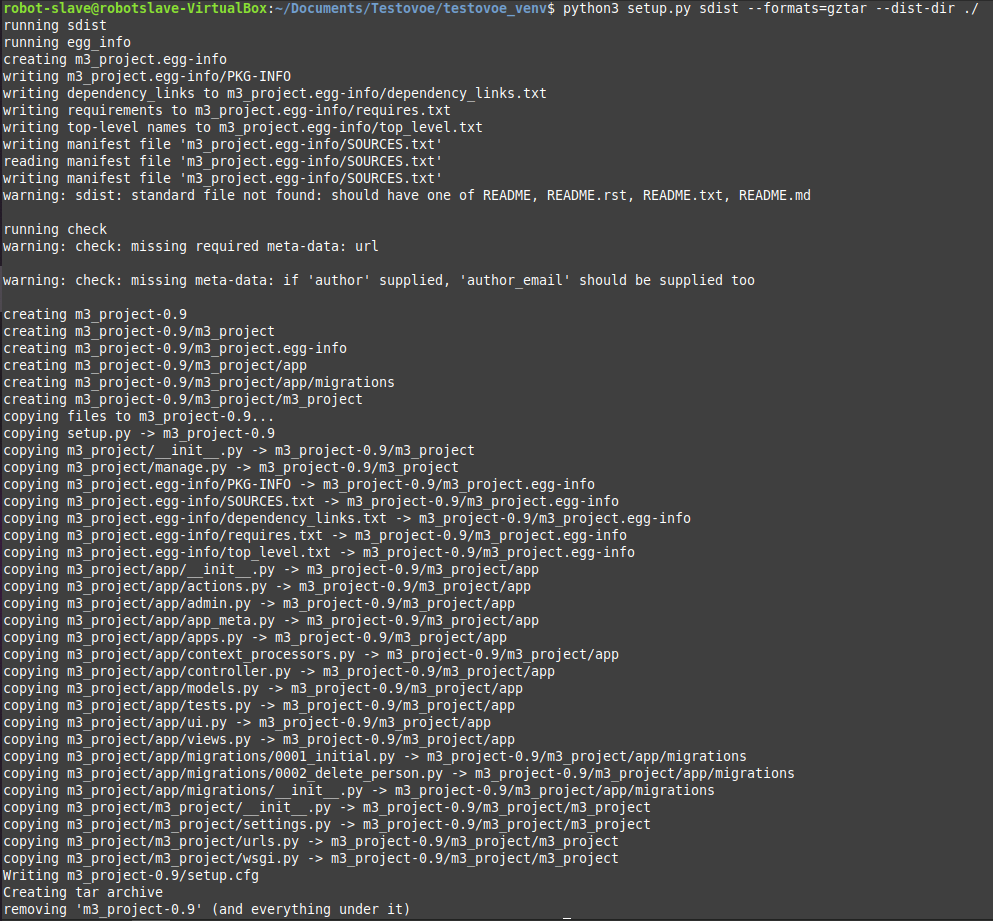 robot-slave@robotslave-VirtualBox:~/Documents/Testovoe/testovoe_venv$ python3 setup.py sdist --formats=gztar --dist-dir ./
running sdist
running egg_info
creating m3_project.egg-info
writing m3_project.egg-info/PKG-INFO
writing dependency_links to m3_project.egg-info/dependency_links.txt
writing requirements to m3_project.egg-info/requires.txt
writing top-level names to m3_project.egg-info/top_level.txt
writing manifest file 'm3_project.egg-info/SOURCES.txt'
reading manifest file 'm3_project.egg-info/SOURCES.txt'
writing manifest file 'm3_project.egg-info/SOURCES.txt'
warning: sdist: standard file not found: should have one of README, README.rst, README.txt, README.md
running check
warning: check: missing required meta-data: url
warning: check: missing meta-data: if 'author' supplied, 'author_email' should be supplied too
creating m3_project-0.9
creating m3_project-0.9/m3_project
creating m3_project-0.9/m3_project.egg-info
creating m3_project-0.9/m3_project/app
creating m3_project-0.9/m3_project/app/migrations
creating m3_project-0.9/m3_project/m3_project
copying files to m3_project-0.9...
copying setup.py -> m3_project-0.9
copying m3_project/__init__.py -> m3_project-0.9/m3_project
copying m3_project/manage.py -> m3_project-0.9/m3_project
copying m3_project.egg-info/PKG-INFO -> m3_project-0.9/m3_project.egg-info
copying m3_project.egg-info/SOURCES.txt -> m3_project-0.9/m3_project.egg-info
copying m3_project.egg-info/dependency_links.txt -> m3_project-0.9/m3_project.egg-info
copying m3_project.egg-info/requires.txt -> m3_project-0.9/m3_project.egg-info
copying m3_project.egg-info/top_level.txt -> m3_project-0.9/m3_project.egg-info
copying m3_project/app/__init__.py -> m3_project-0.9/m3_project/app
copying m3_project/app/actions.py -> m3_project-0.9/m3_project/app
copying m3_project/app/admin.py -> m3_project-0.9/m3_project/app
copying m3_project/app/app_meta.py -> m3_project-0.9/m3_project/app
copying m3_project/app/apps.py -> m3_project-0.9/m3_project/app
copying m3_project/app/context_processors.py -> m3_project-0.9/m3_project/app
copying m3_project/app/controller.py -> m3_project-0.9/m3_project/app
copying m3_project/app/models.py -> m3_project-0.9/m3_project/app
copying m3_project/app/tests.py -> m3_project-0.9/m3_project/app
copying m3_project/app/ui.py -> m3_project-0.9/m3_project/app
copying m3_project/app/views.py -> m3_project-0.9/m3_project/app
copying m3_project/app/migrations/0001_initial.py -> m3_project-0.9/m3_project/app/migrations
copying m3_project/app/migrations/0002_delete_person.py -> m3_project-0.9/m3_project/app/migrations
copying m3_project/app/migrations/__init__.py -> m3_project-0.9/m3_project/app/migrations
copying m3_project/m3_project/__init__.py -> m3_project-0.9/m3_project/m3_project
copying m3_project/m3_project/settings.py -> m3_project-0.9/m3_project/m3_project
copying m3_project/m3_project/urls.py -> m3_project-0.9/m3_project/m3_project
copying m3_project/m3_project/wsgi.py -> m3_project-0.9/m3_project/m3_project
Writing m3_project-0.9/setup.cfg
Creating tar archive
removing 'm3_project-0.9' (and everything under it)